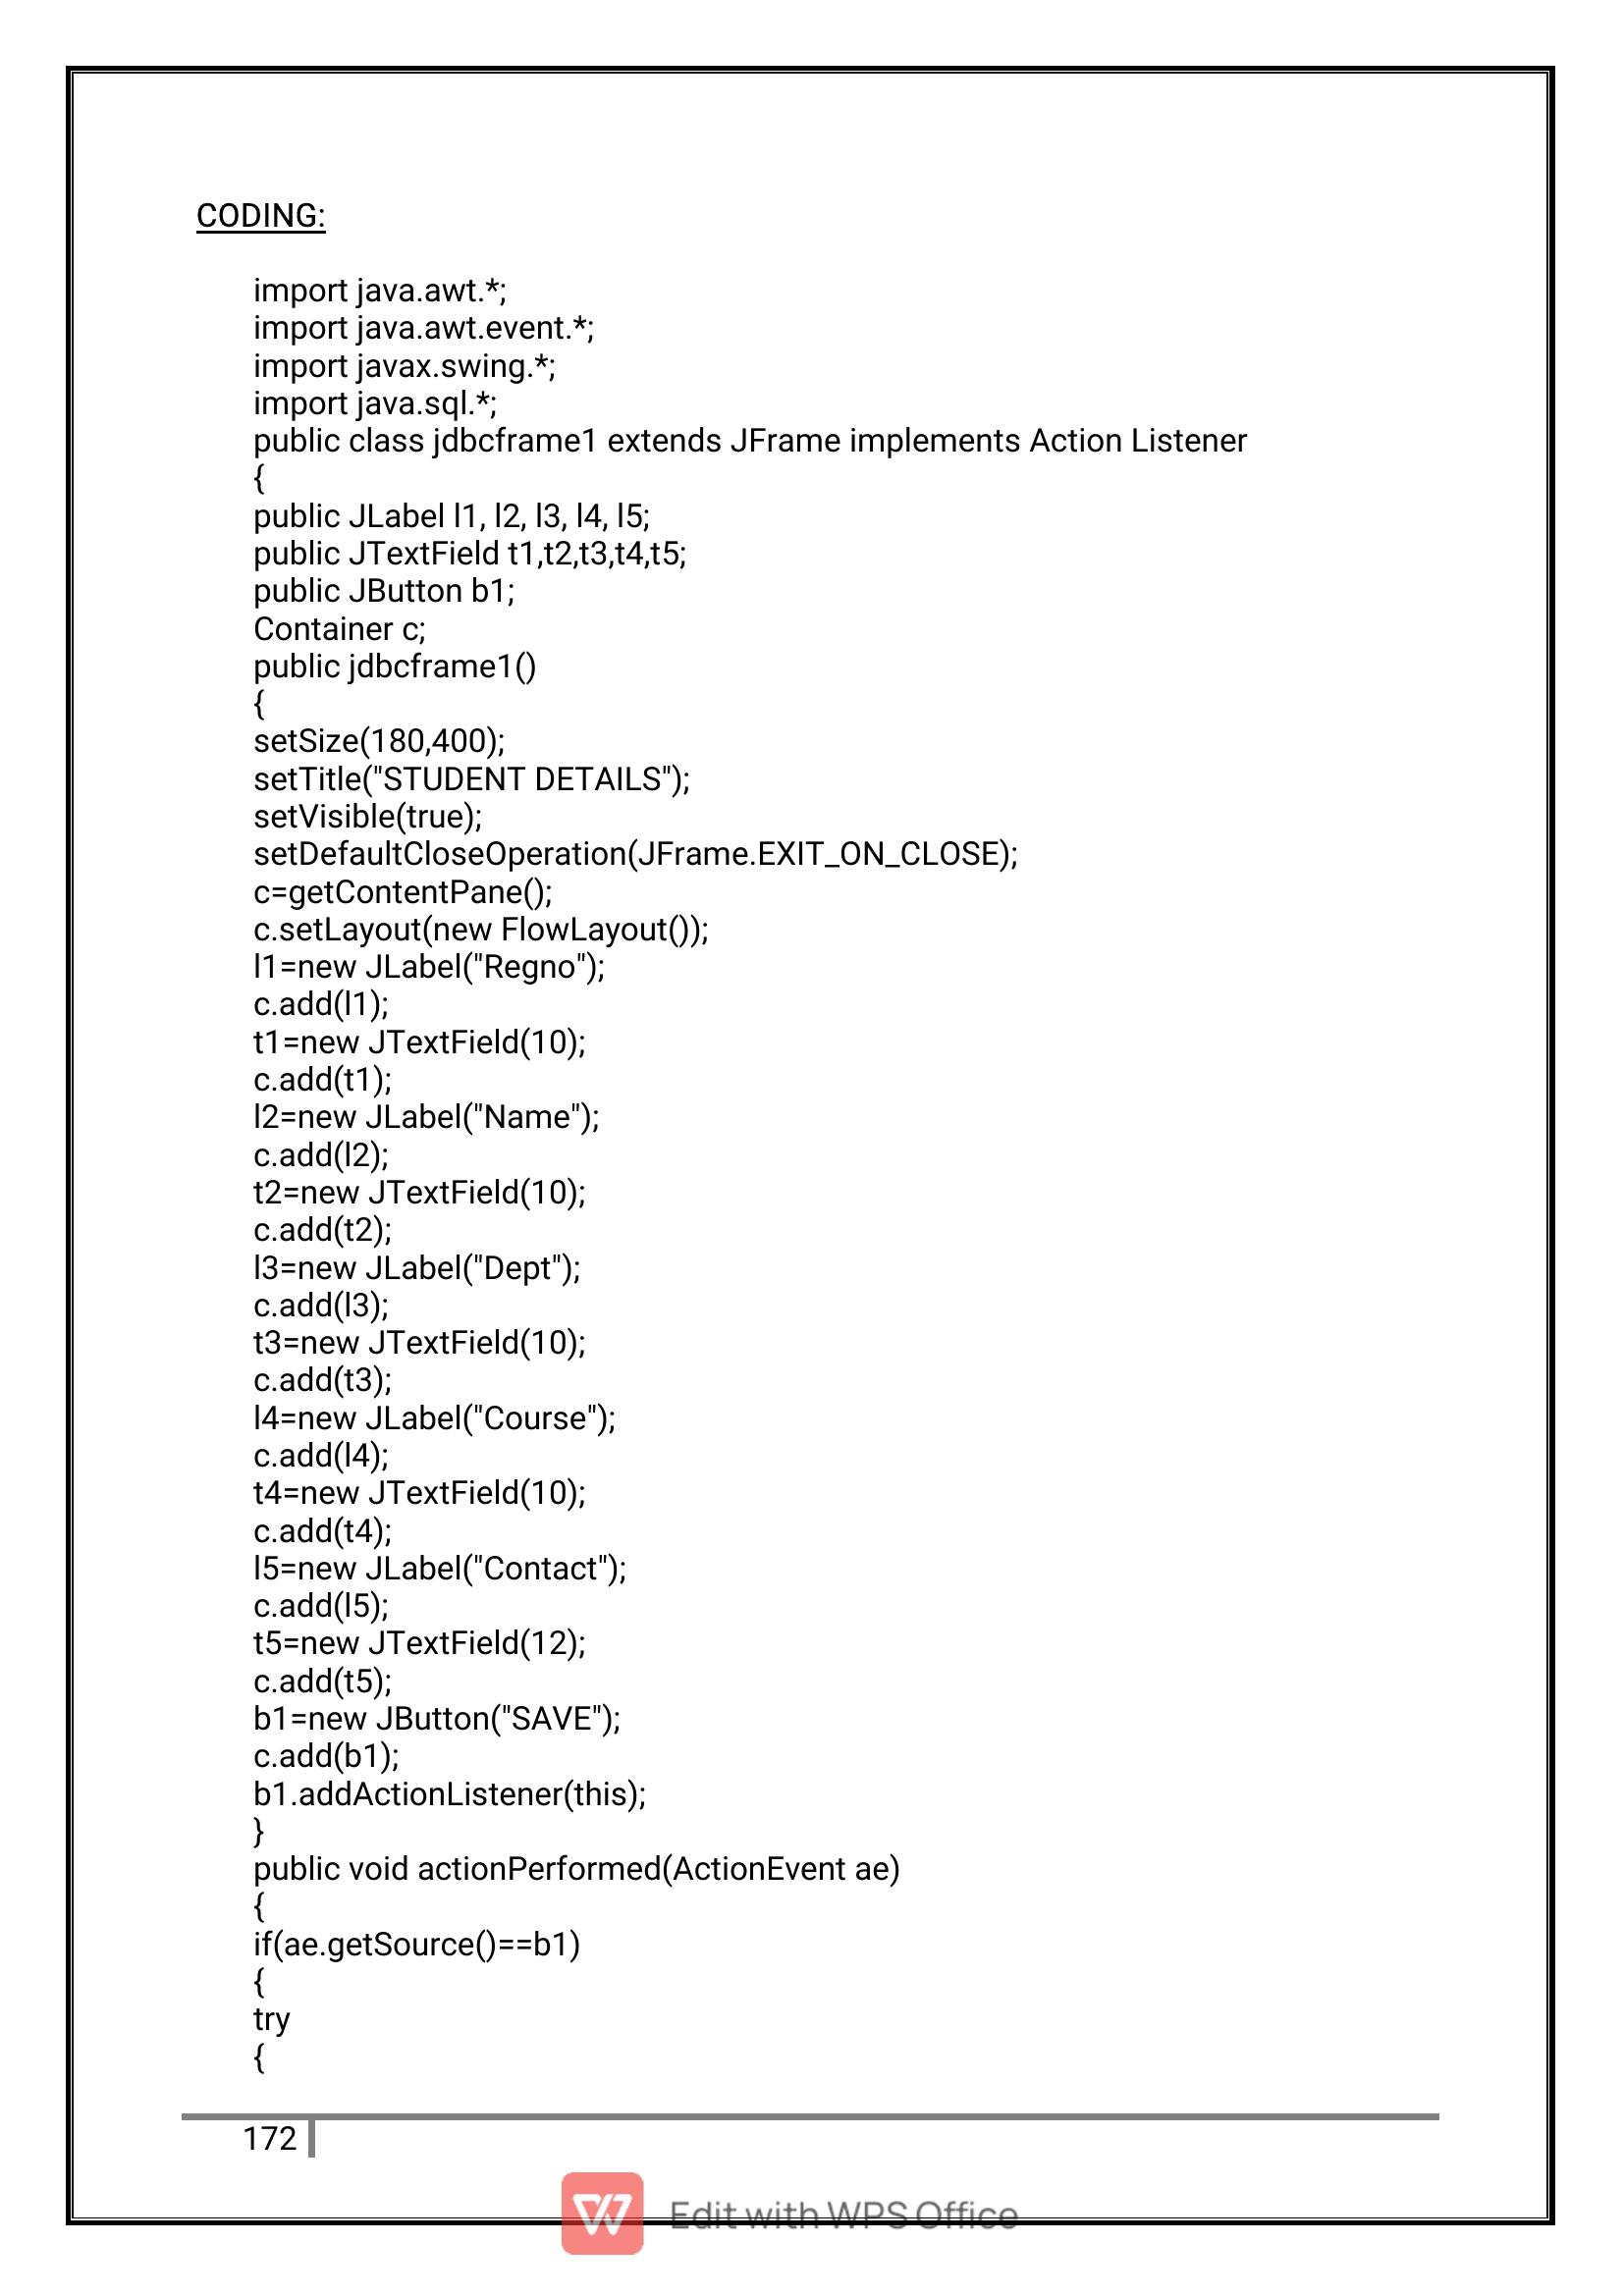 CODING:
import java.awt.*;
import java.awt.event.*;
import javax.swing.*;
import java.sql.*;
public class jdbcframe1 extends JFrame implements Action Listener
{
public JLabel l1, l2, l3, l4, l5;
public JTextField t1,t2,t3,t4,t5;
public JButton b1;
Container c;
public jdbcframe1()
{
setSize(180,400);
setTitle("STUDENT DETAILS");
setVisible(true);
setDefaultCloseOperation(JFrame.EXIT_ON_CLOSE);
c=getContentPane();
c.setLayout(new FlowLayout());
l1=new JLabel("Regno");
c.add(l1);
t1=new JTextField(10);
c.add(t1);
l2=new JLabel("Name");
c.add(l2);
t2=new JTextField(10);
c.add(t2);
l3=new JLabel("Dept");
c.add(l3);
t3=new JTextField(10);
c.add(t3);
l4=new JLabel("Course");
c.add(l4);
t4=new JTextField(10);
c.add(t4);
l5=new JLabel("Contact");
c.add(l5);
t5=new JTextField(12);
c.add(t5);
b1=new JButton("SAVE");
c.add(b1);
b1.addActionListener(this);
}
public void actionPerformed(ActionEvent ae)
{
if(ae.getSource()==b1)
{
try
{
172
Edit with WPS Office